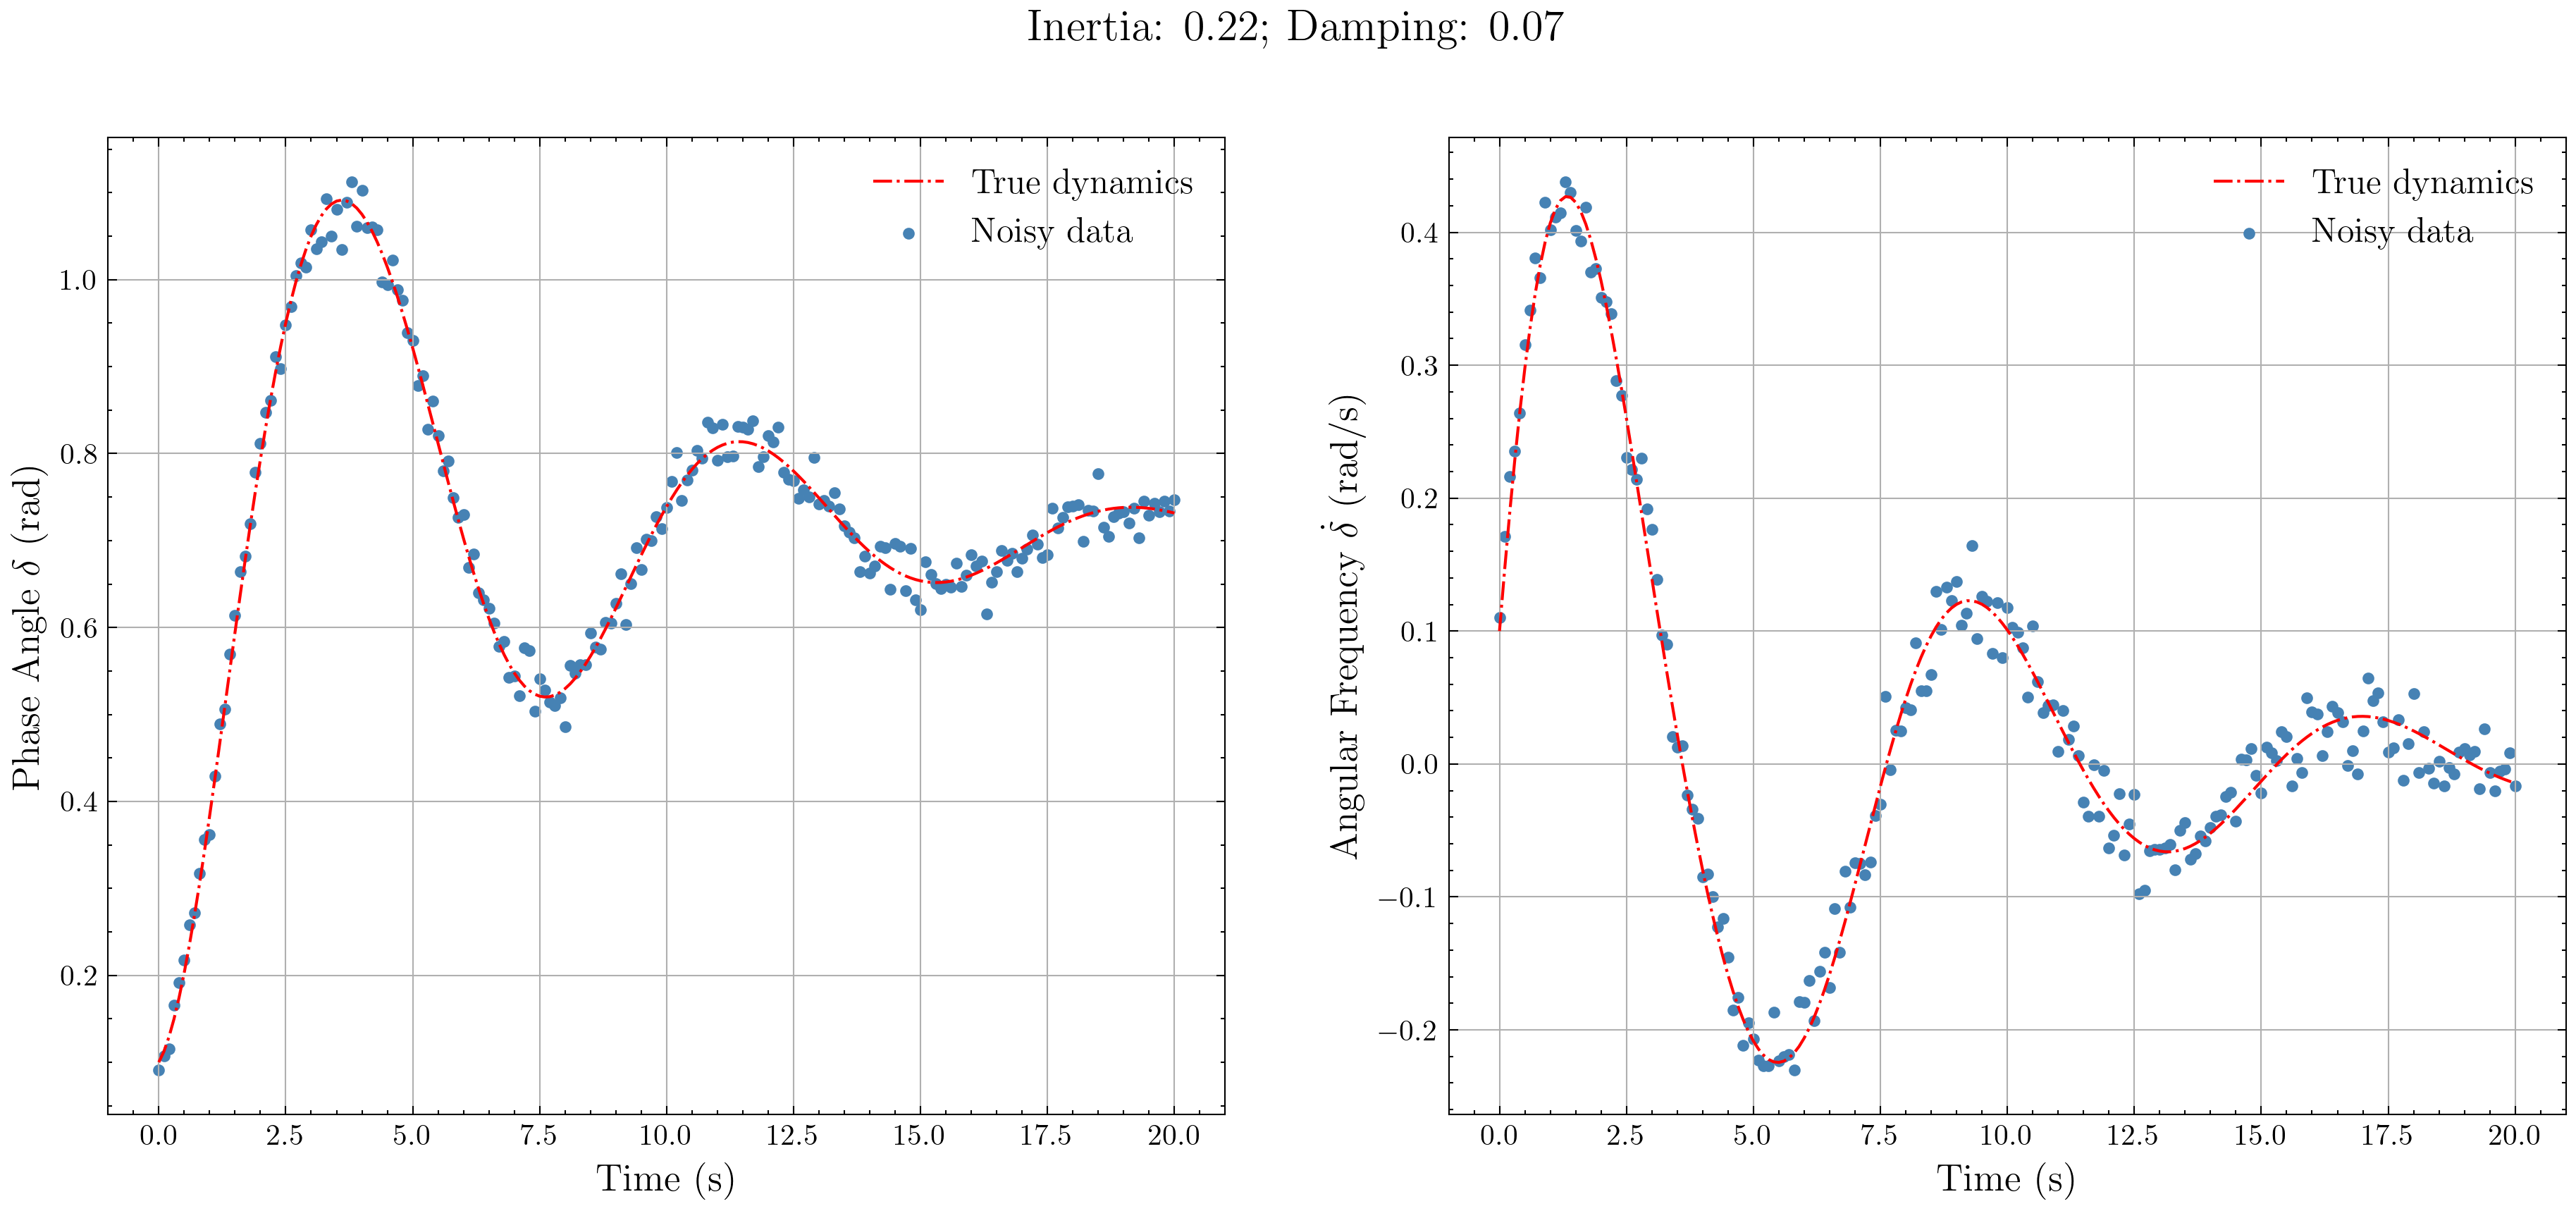 Inertia: 0.22; Damping: 0.07
Phase Angle δ (rad)
1.0
0.8
0.6
0.4
0.2
True dynamics
Noisy data
0.0 2.5 5.0 7.5 10.0 12.5 15.0 17.5 20.0
Time (s)
Angular Frequency δ̇ (rad/s)
0.4
0.3
0.2
0.1
0.0
−0.1
−0.2
True dynamics
Noisy data
0.0 2.5 5.0 7.5 10.0 12.5 15.0 17.5 20.0
Time (s)